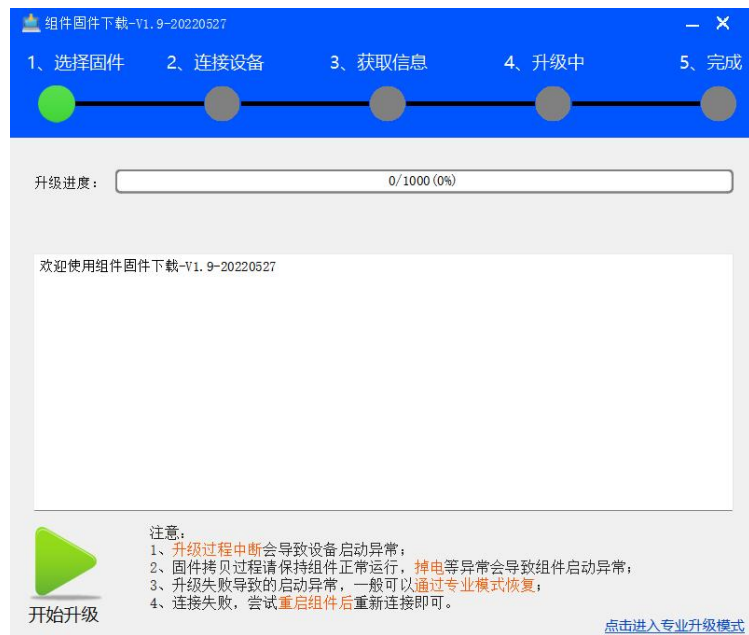 组件固件下载-V1.9-20220527
1、选择固件 2、连接设备 3、获取信息 4、升级中 5、完成
升级进度: 0/1000(0%)
欢迎使用组件固件下载-V1.9-20220527
注意:
1、升级过程中断会导致设备启动异常;
2、固件拷贝过程请保持组件正常运行，掉电等异常会导致组件启动异常;
3、升级失败导致的启动异常，一般可以通过专业模式恢复;
4、连接失败，尝试重启组件后重新连接即可。
开始升级
点击进入专业升级模式